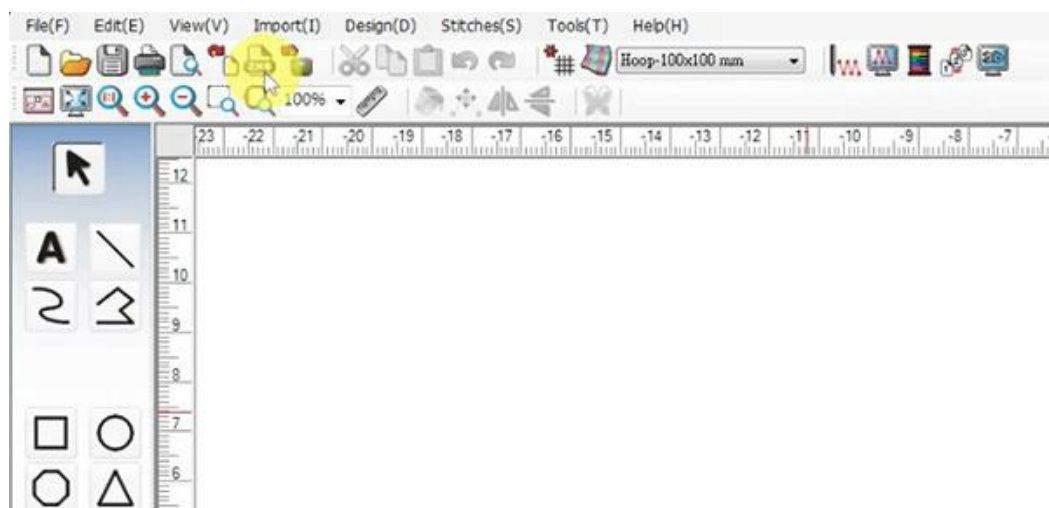 File(F) Edit(E) View(V) Import(I) Design(D) Stitches(S) Tools(T) Help(H)
Hoop-100x100 mm
100%
23 -22 -21 -20 -19 -18 -17 -16 -15 -14 -13 -12 -11 -10 -9 -8 -7
12
11
A
10
9
8
7
6